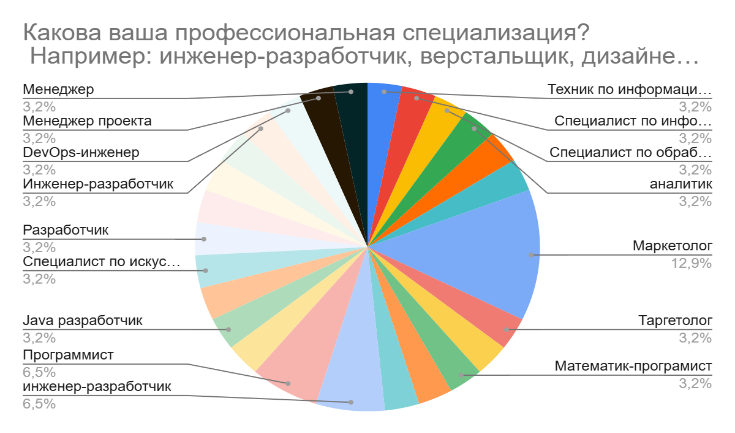 Какова ваша профессиональная специализация?
Например: инженер-разработчик, верстальщик, дизайне…
Менеджер
3,2%
Менеджер проекта
3,2%
DevOps-инженер
3,2%
Инженер-разработчик
3,2%
Разработчик
3,2%
Специалист по искус…
3,2%
Java разработчик
3,2%
Программист
6,5%
инженер-разработчик
6,5%
Техник по информаци…
3,2%
Специалист по инфо…
3,2%
Специалист по обраб…
3,2%
аналитик
3,2%
Маркетолог
12,9%
Таргетолог
3,2%
Математик-програмист
3,2%